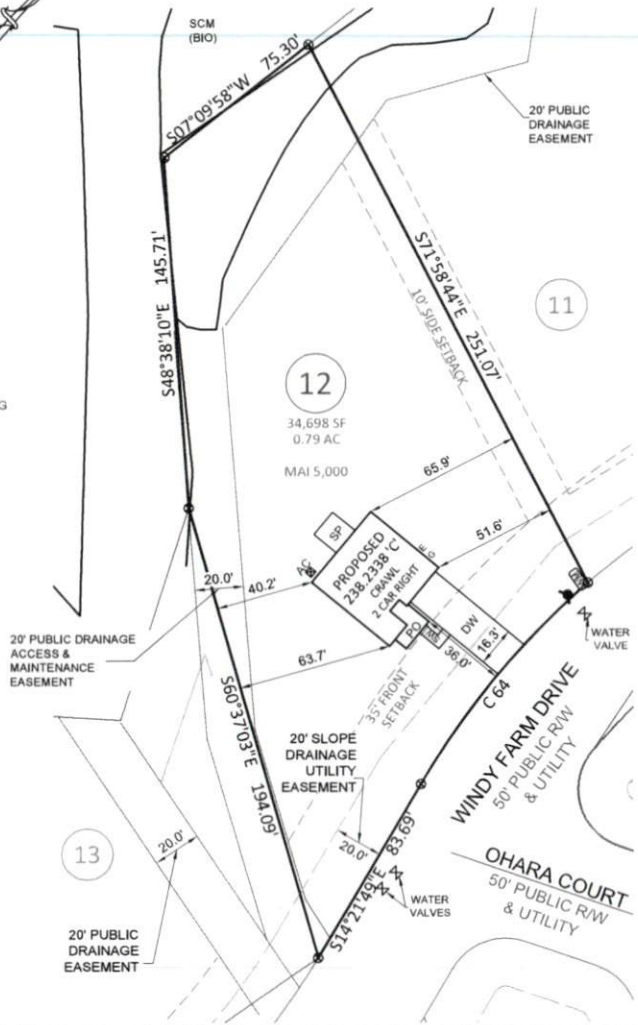 SCM
(BIO)
S07°09'58"W 75.30'
20' PUBLIC
DRAINAGE
EASEMENT
S48°38'10"E 145.71'
S71°58'44"E 251.07'
10' SIDE SETBACK
11
G
12
34,698 SF
0.79 AC
MAI 5,000
65.9'
51.6'
SP
AC
E
G
PROPOSED
238.2338 'C'
CRAWL
2 CAR RIGHT
20.0'
40.2'
PO
DW
16.3'
36.0'
WATER
VALVE
20' PUBLIC DRAINAGE
ACCESS &
MAINTENANCE
EASEMENT
63.7'
35' FRONT
SETBACK
C 64
S60°37'03"E 194.09'
20' SLOPE
DRAINAGE
UTILITY
EASEMENT
WINDY FARM DRIVE
50' PUBLIC R/W
& UTILITY
20.0'
S14°21'49"E 83.69'
13
20.0'
OHARA COURT
50' PUBLIC R/W
& UTILITY
WATER
VALVES
20' PUBLIC
DRAINAGE
EASEMENT